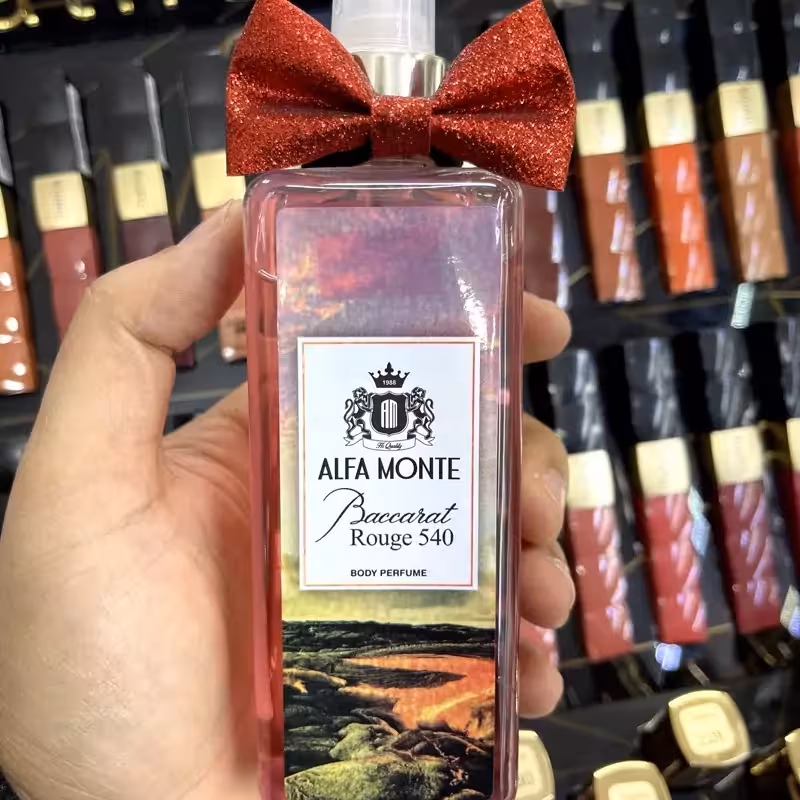 1988
AM
Hi Quality
ALFA MONTE
Baccarat
Rouge 540
BODY PERFUME